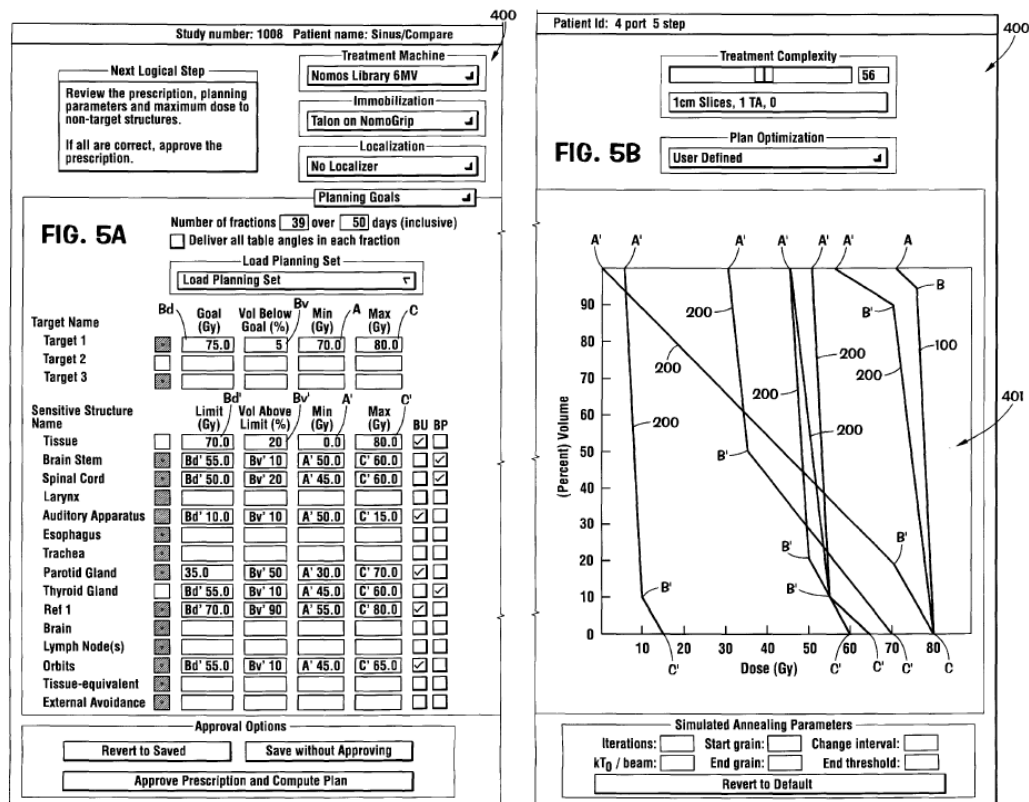 Study number: 1008 Patient name: Sinus/Compare
400
Next Logical Step
Review the prescription, planning
parameters and maximum dose to
non-target structures.
If all are correct, approve the
prescription.
Treatment Machine
Nomos Library 6MV
Immobilization
Talon on NomoGrip
Localization
No Localizer
Planning Goals
FIG. 5A
Number of fractions 39 over 50 days (inclusive)
Deliver all table angles in each fraction
Load Planning Set
Load Planning Set
Bd Bv A C
Target Name Goal (Gy) Vol Below Goal (%) Min (Gy) Max (Gy)
Target 1 75.0 5 70.0 80.0
Target 2
Target 3
Bd' Bv' A' C'
Sensitive Structure Name Limit (Gy) Vol Above Limit (%) Min (Gy) Max (Gy) BU BP
Tissue 70.0 20 0.0 80.0
Brain Stem Bd' 55.0 Bv' 10 A' 50.0 C' 60.0
Spinal Cord Bd' 50.0 Bv' 20 A' 45.0 C' 60.0
Larynx
Auditory Apparatus Bd' 10.0 Bv' 10 A' 50.0 C' 15.0
Esophagus
Trachea
Parotid Gland 35.0 Bv' 50 A' 30.0 C' 70.0
Thyroid Gland Bd' 55.0 Bv' 10 A' 45.0 C' 60.0
Ref 1 Bd' 70.0 Bv' 90 A' 55.0 C' 80.0
Brain
Lymph Node(s)
Orbits Bd' 55.0 Bv' 10 A' 45.0 C' 65.0
Tissue-equivalent
External Avoidance
Approval Options
Revert to Saved Save without Approving
Approve Prescription and Compute Plan
Patient Id: 4 port 5 step
400
Treatment Complexity
56
1cm Slices, 1 TA, 0
Plan Optimization
FIG. 5B
User Defined
A' A' A' A' A' A' A
B
B'
200
200
200
100
200
200
200
200
401
B'
B'
B'
B'
B'
(Percent) Volume
90
80
70
60
50
40
30
20
10
0
10 20 30 40 50 60 70 80
C' C' C' C' C
Dose (Gy)
Simulated Annealing Parameters
Iterations: Start grain: Change interval:
kT0 / beam: End grain: End threshold:
Revert to Default